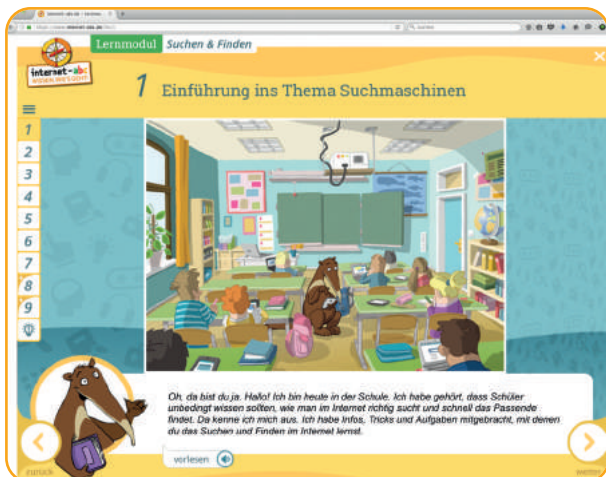 Lernmodul Suchen & Finden
internet-abc
1 Einführung ins Thema Suchmaschinen
1
2
3
4
5
6
7
8
9
Oh, da bist du ja. Hallo! Ich bin heute in der Schule. Ich habe gehört, dass Schüler
unbedingt wissen sollten, wie man im Internet richtig sucht und schnell das Passende
findet. Da kenne ich mich aus. Ich habe Infos, Tricks und Aufgaben mitgebracht, mit denen
du das Suchen und Finden im Internet lernst.
vorlesen
zurück
weiter